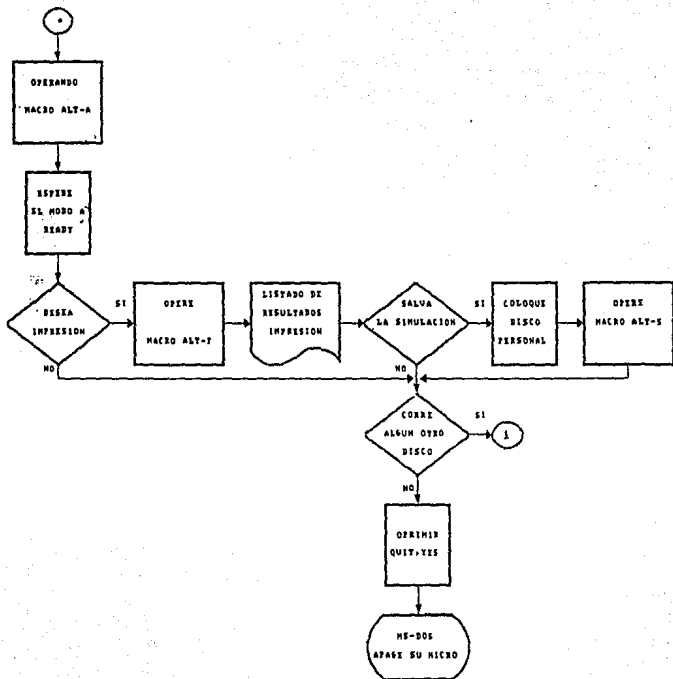 OPERANDO
MACRO ALT-A
ESPERE
EL MODO A
READY
DESEA
IMPRESION
SI
OPERE
MACRO ALT-P
LISTADO DE
RESULTADOS
IMPRESION
SALVA
LA SIMULACION
SI
COLOQUE
DISCO
PERSONAL
OPERE
MACRO ALT-S
NO
NO
CORRE
ALGUN OTRO
DISCO
SI
1
NO
OPRIMIR
QUIT,YES
MS-DOS
APAGE SU MICRO